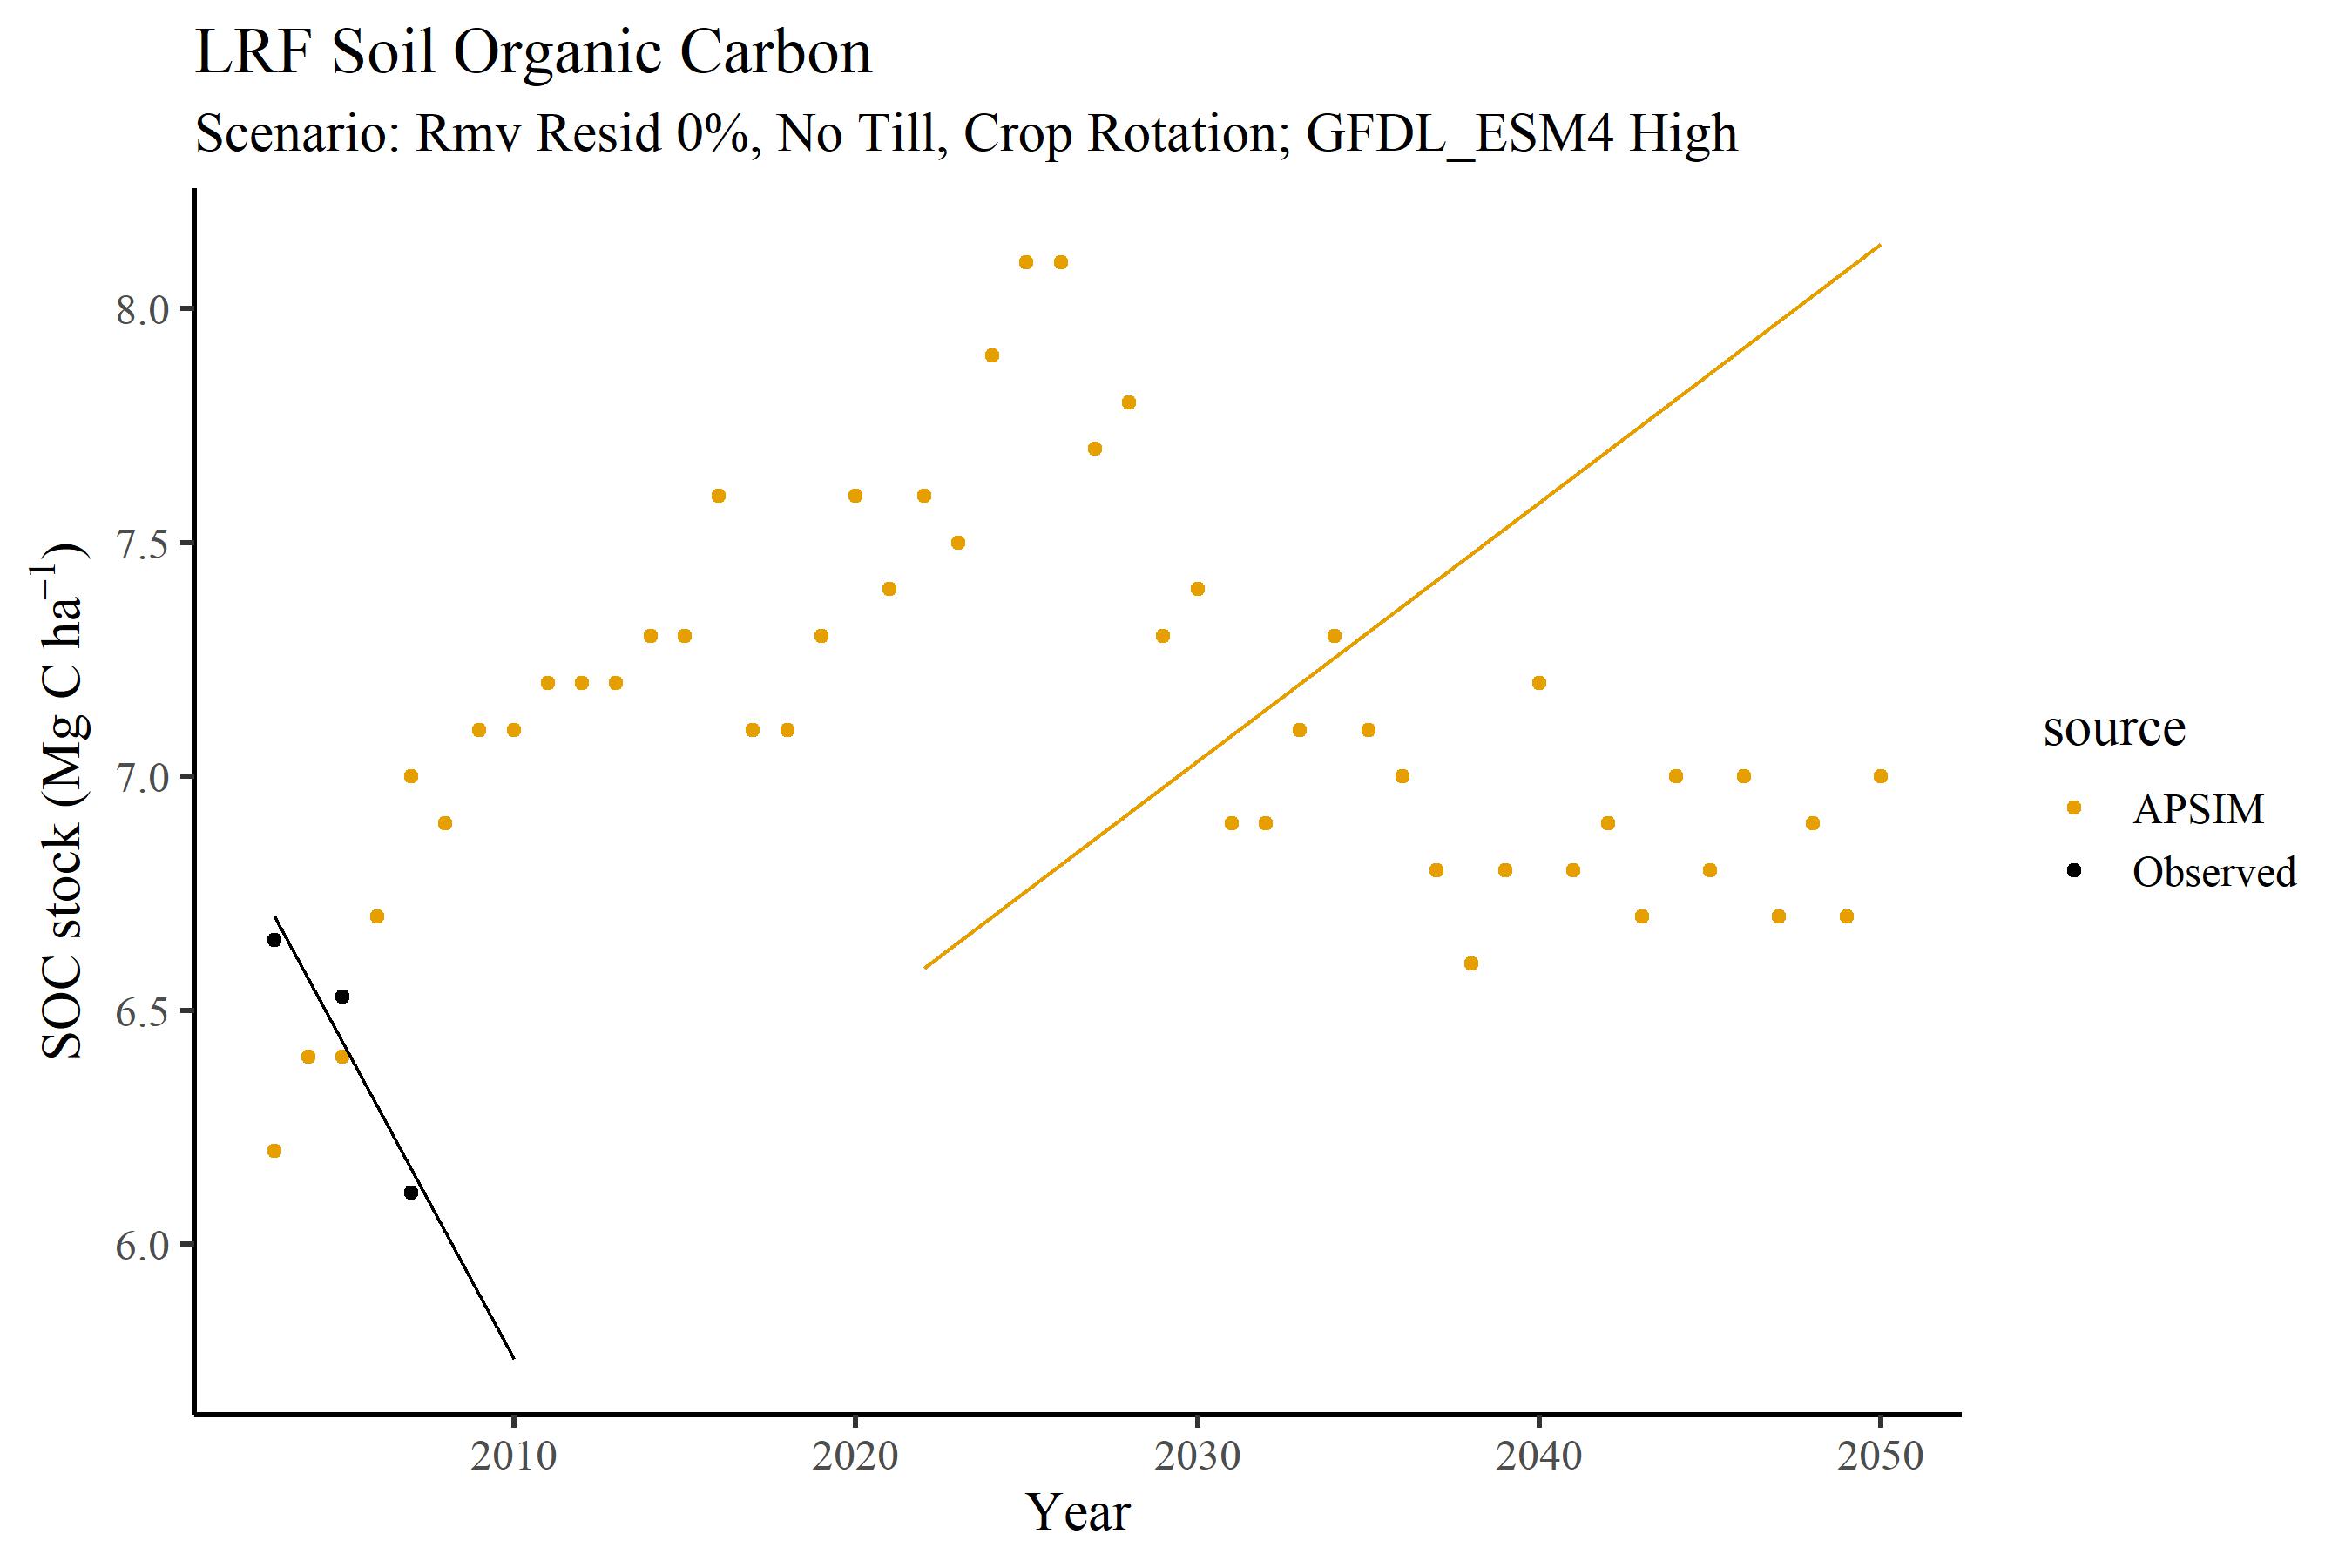 LRF Soil Organic Carbon
Scenario: Rmv Resid 0%, No Till, Crop Rotation; GFDL_ESM4 High
SOC stock (Mg C ha⁻¹)
8.0
7.5
7.0
6.5
6.0
2010 2020 2030 2040 2050
Year
source
APSIM
Observed